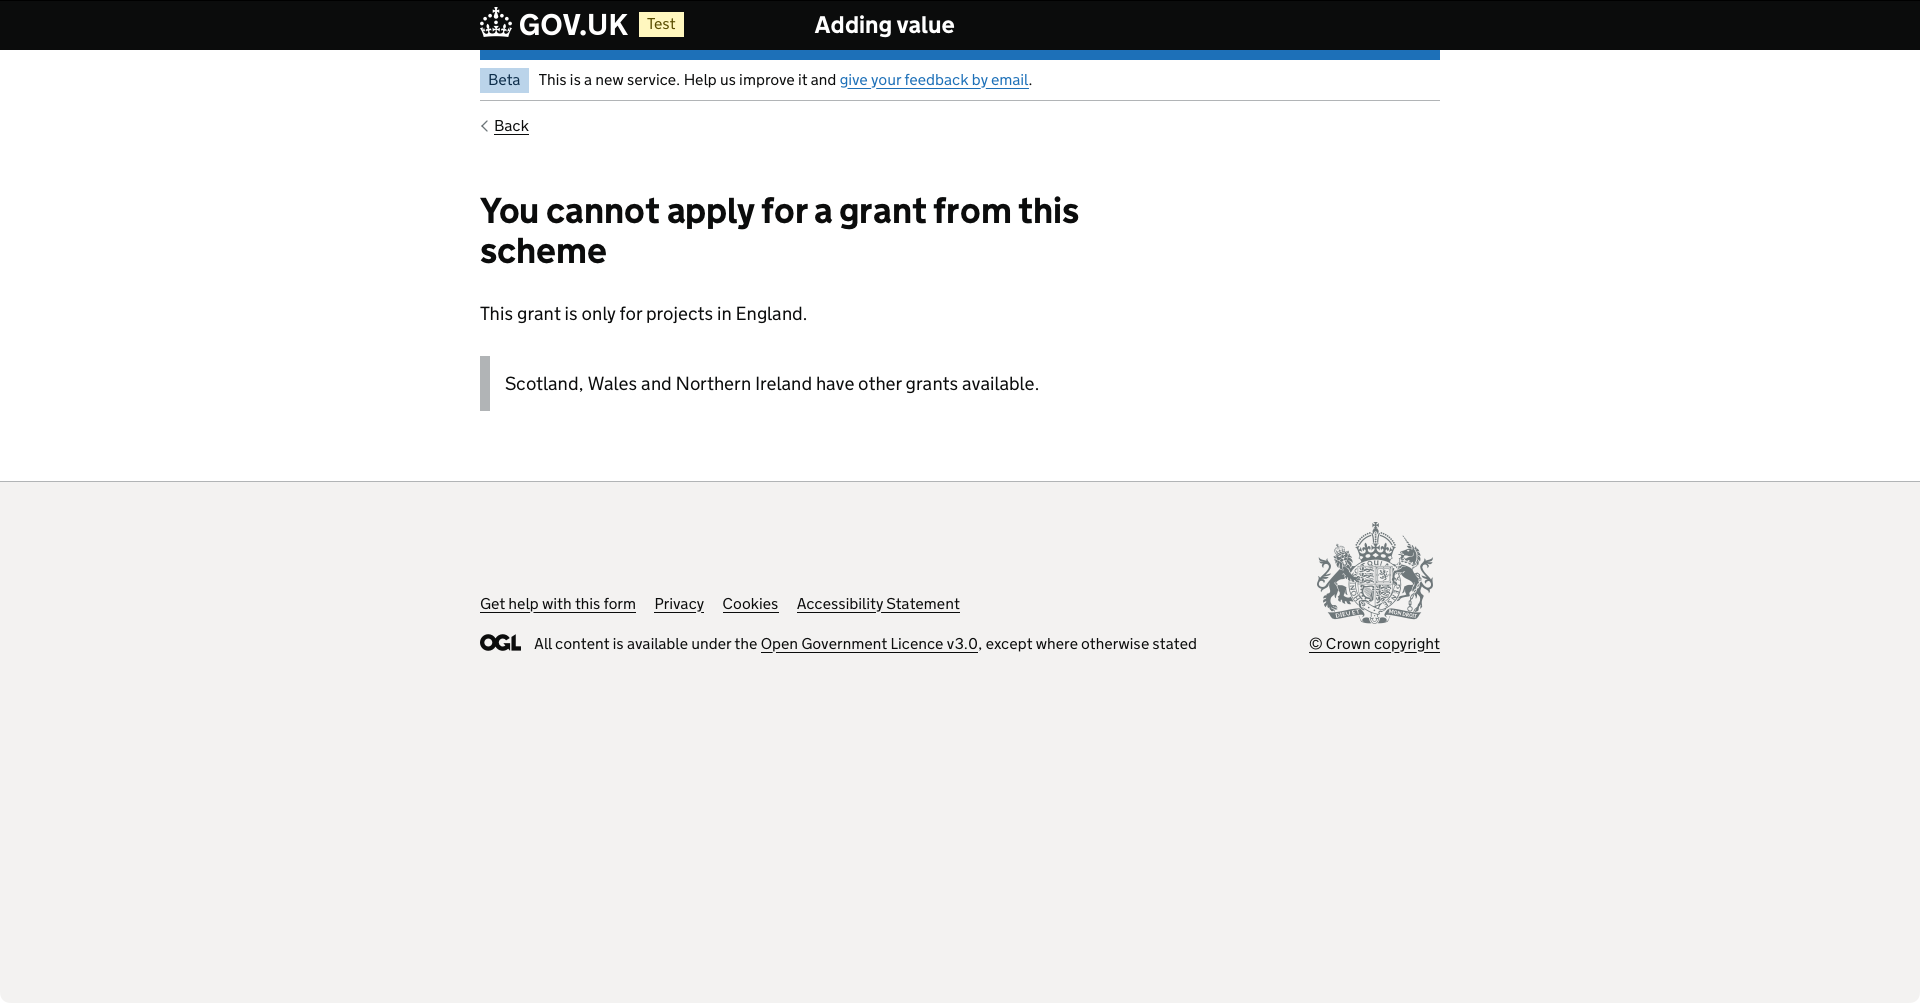 GOV.UK Test Adding value
Beta This is a new service. Help us improve it and give your feedback by email.
Back
You cannot apply for a grant from this
scheme
This grant is only for projects in England.
Scotland, Wales and Northern Ireland have other grants available.
Get help with this form Privacy Cookies Accessibility Statement
OGL All content is available under the Open Government Licence v3.0, except where otherwise stated
© Crown copyright